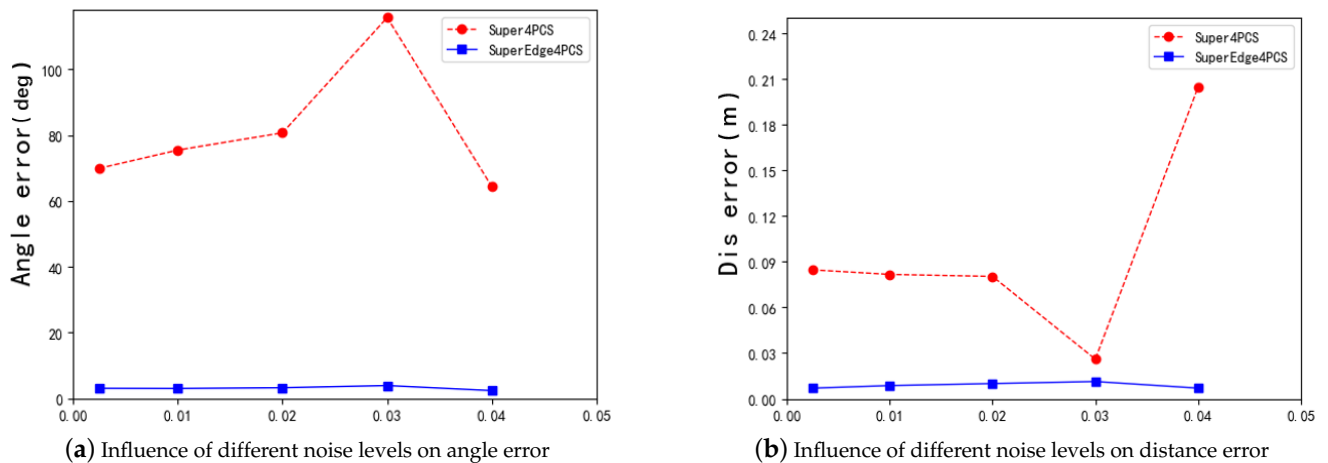 Super4PCS
SuperEdge4PCS
Angle error(deg)
100
80
60
40
20
0
0.00 0.01 0.02 0.03 0.04 0.05
(a) Influence of different noise levels on angle error
Super4PCS
SuperEdge4PCS
Dis error(m)
0.24
0.21
0.18
0.15
0.12
0.09
0.06
0.03
0.00
0.00 0.01 0.02 0.03 0.04 0.05
(b) Influence of different noise levels on distance error